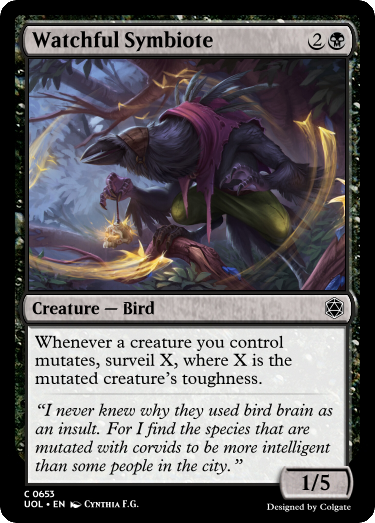 Watchful Symbiote 2
Creature — Bird
Whenever a creature you control
mutates, surveil X, where X is the
mutated creature's toughness.
“I never knew why they used bird brain as
an insult. For I find the species that are
mutated with corvids to be more intelligent
than some people in the city.”
1/5
C 0653
UOL • EN Cynthia F.G.
Designed by Colgate